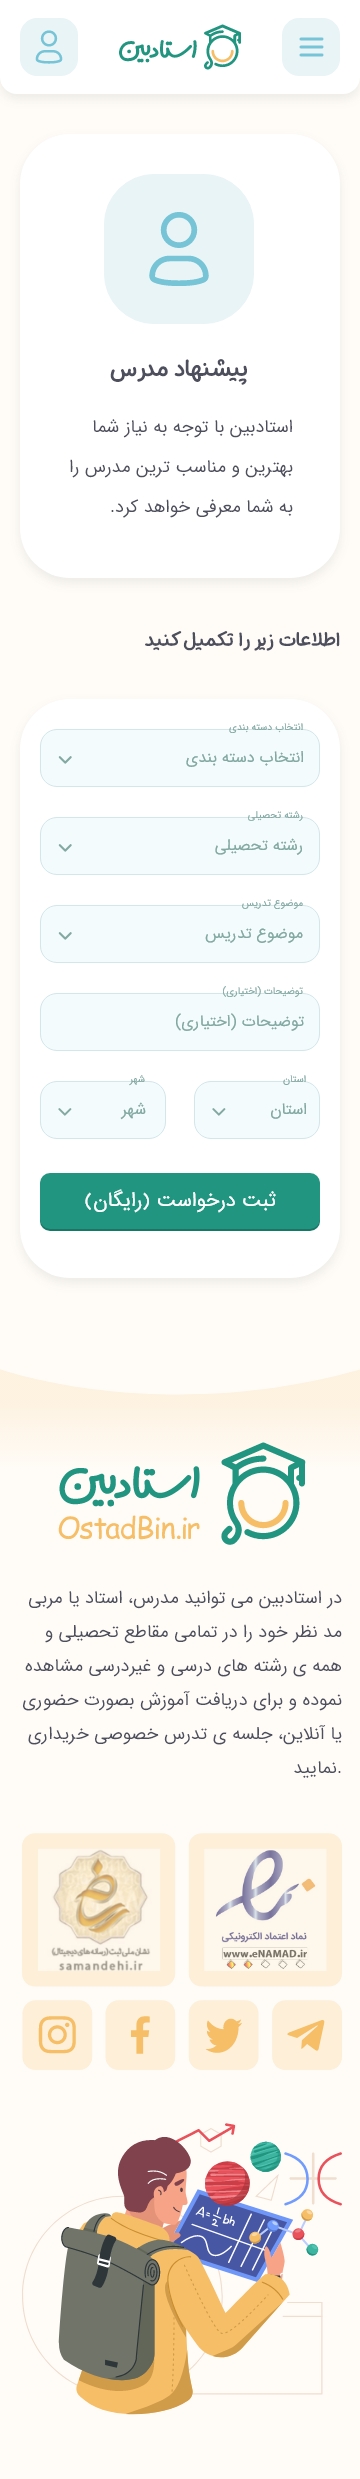 استادبین
پیشنهاد مدرس
استادبین با توجه به نیاز شما
بهترین و مناسب ترین مدرس را
به شما معرفی خواهد کرد.
اطلاعات زیر را تکمیل کنید
انتخاب دسته بندی
انتخاب دسته بندی
رشته تحصیلی
رشته تحصیلی
موضوع تدریس
موضوع تدریس
توضیحات (اختیاری)
توضیحات (اختیاری)
استان
استان
شهر
شهر
ثبت درخواست (رایگان)
استادبین
OstadBin.ir
در استادبین می توانید مدرس، استاد یا مربی
مد نظر خود را در تمامی مقاطع تحصیلی و
همه ی رشته های درسی و غیردرسی مشاهده
نموده و برای دریافت آموزش بصورت حضوری
یا آنلاین، جلسه ی تدرس خصوصی خریداری
.نمایید
نماد اعتماد الکترونیکی
www.eNAMAD.ir
نشان ملی ثبت (رسانه های دیجیتال)
samandehi.ir
A=½bh